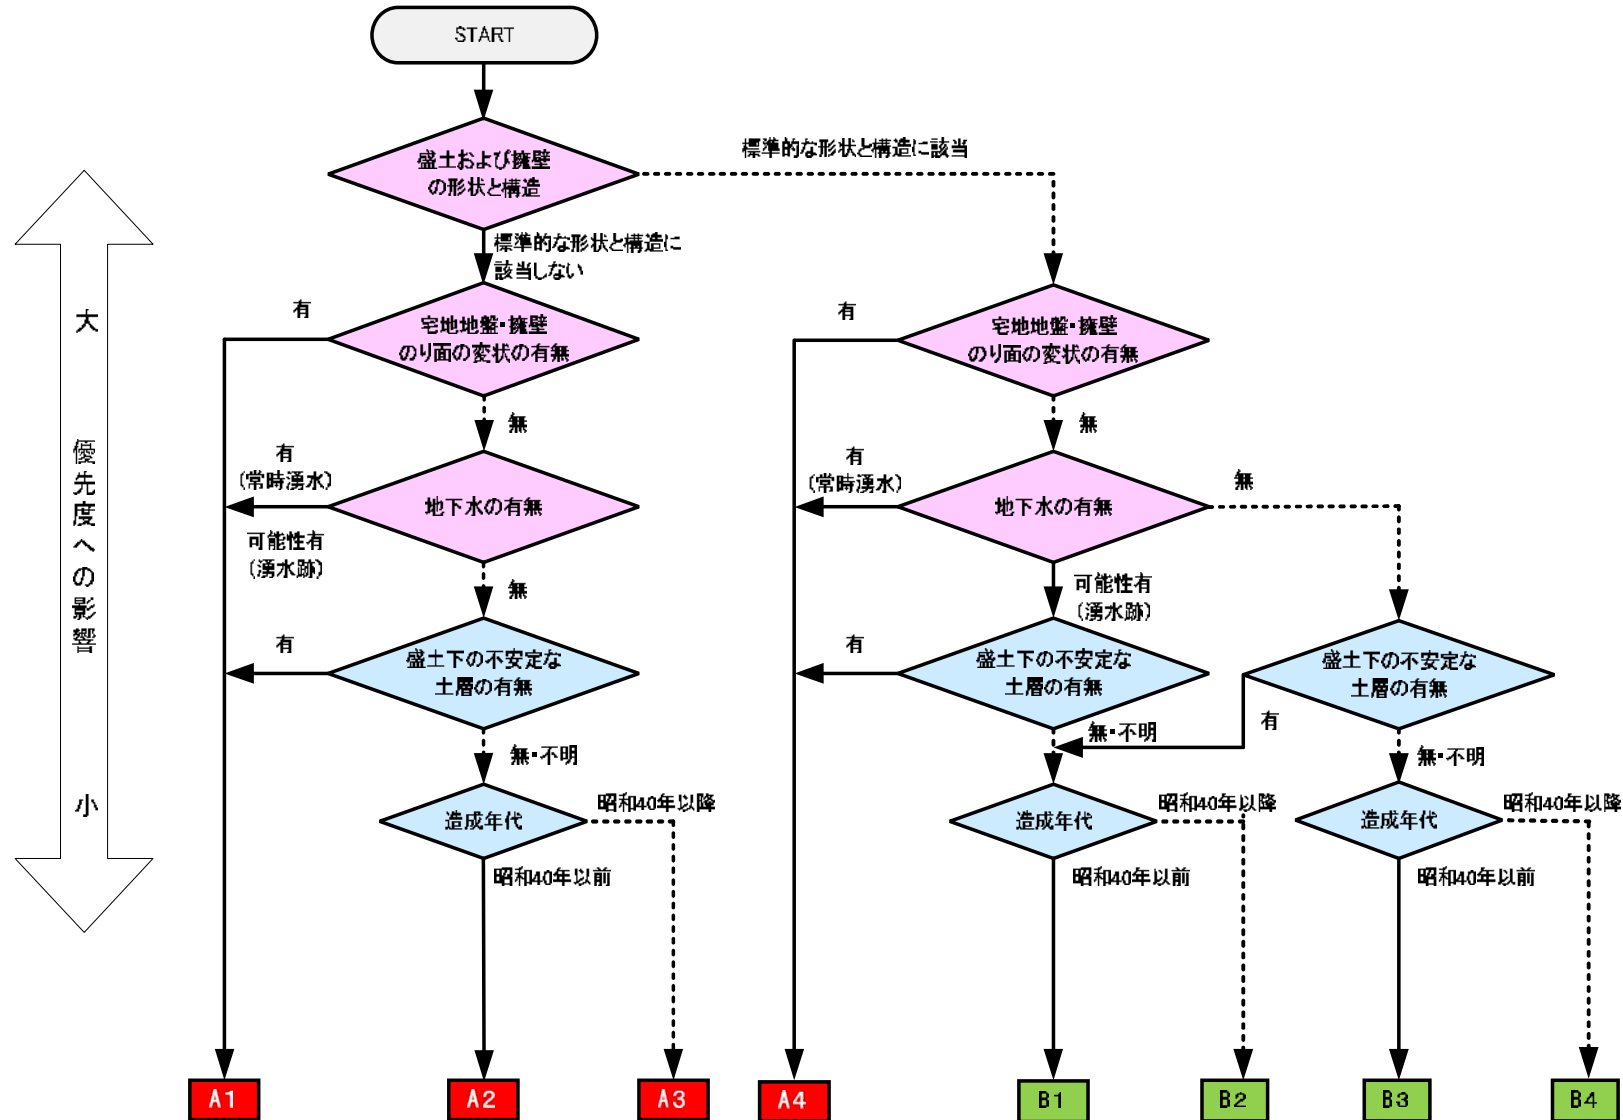 START
盛土および擁壁
の形状と構造
標準的な形状と構造に該当
標準的な形状と構造に
該当しない
大
優先度への影響
小
有
宅地地盤・擁壁
のり面の変状の有無
無
有
(常時湧水)
地下水の有無
可能性有
(湧水跡)
無
有
盛土下の不安定な
土層の有無
無・不明
造成年代
昭和40年以降
昭和40年以前
有
宅地地盤・擁壁
のり面の変状の有無
無
有
(常時湧水)
地下水の有無
無
可能性有
(湧水跡)
有
盛土下の不安定な
土層の有無
無・不明
造成年代
昭和40年以降
昭和40年以前
盛土下の不安定な
土層の有無
有
無・不明
造成年代
昭和40年以降
昭和40年以前
A1
A2
A3
A4
B1
B2
B3
B4